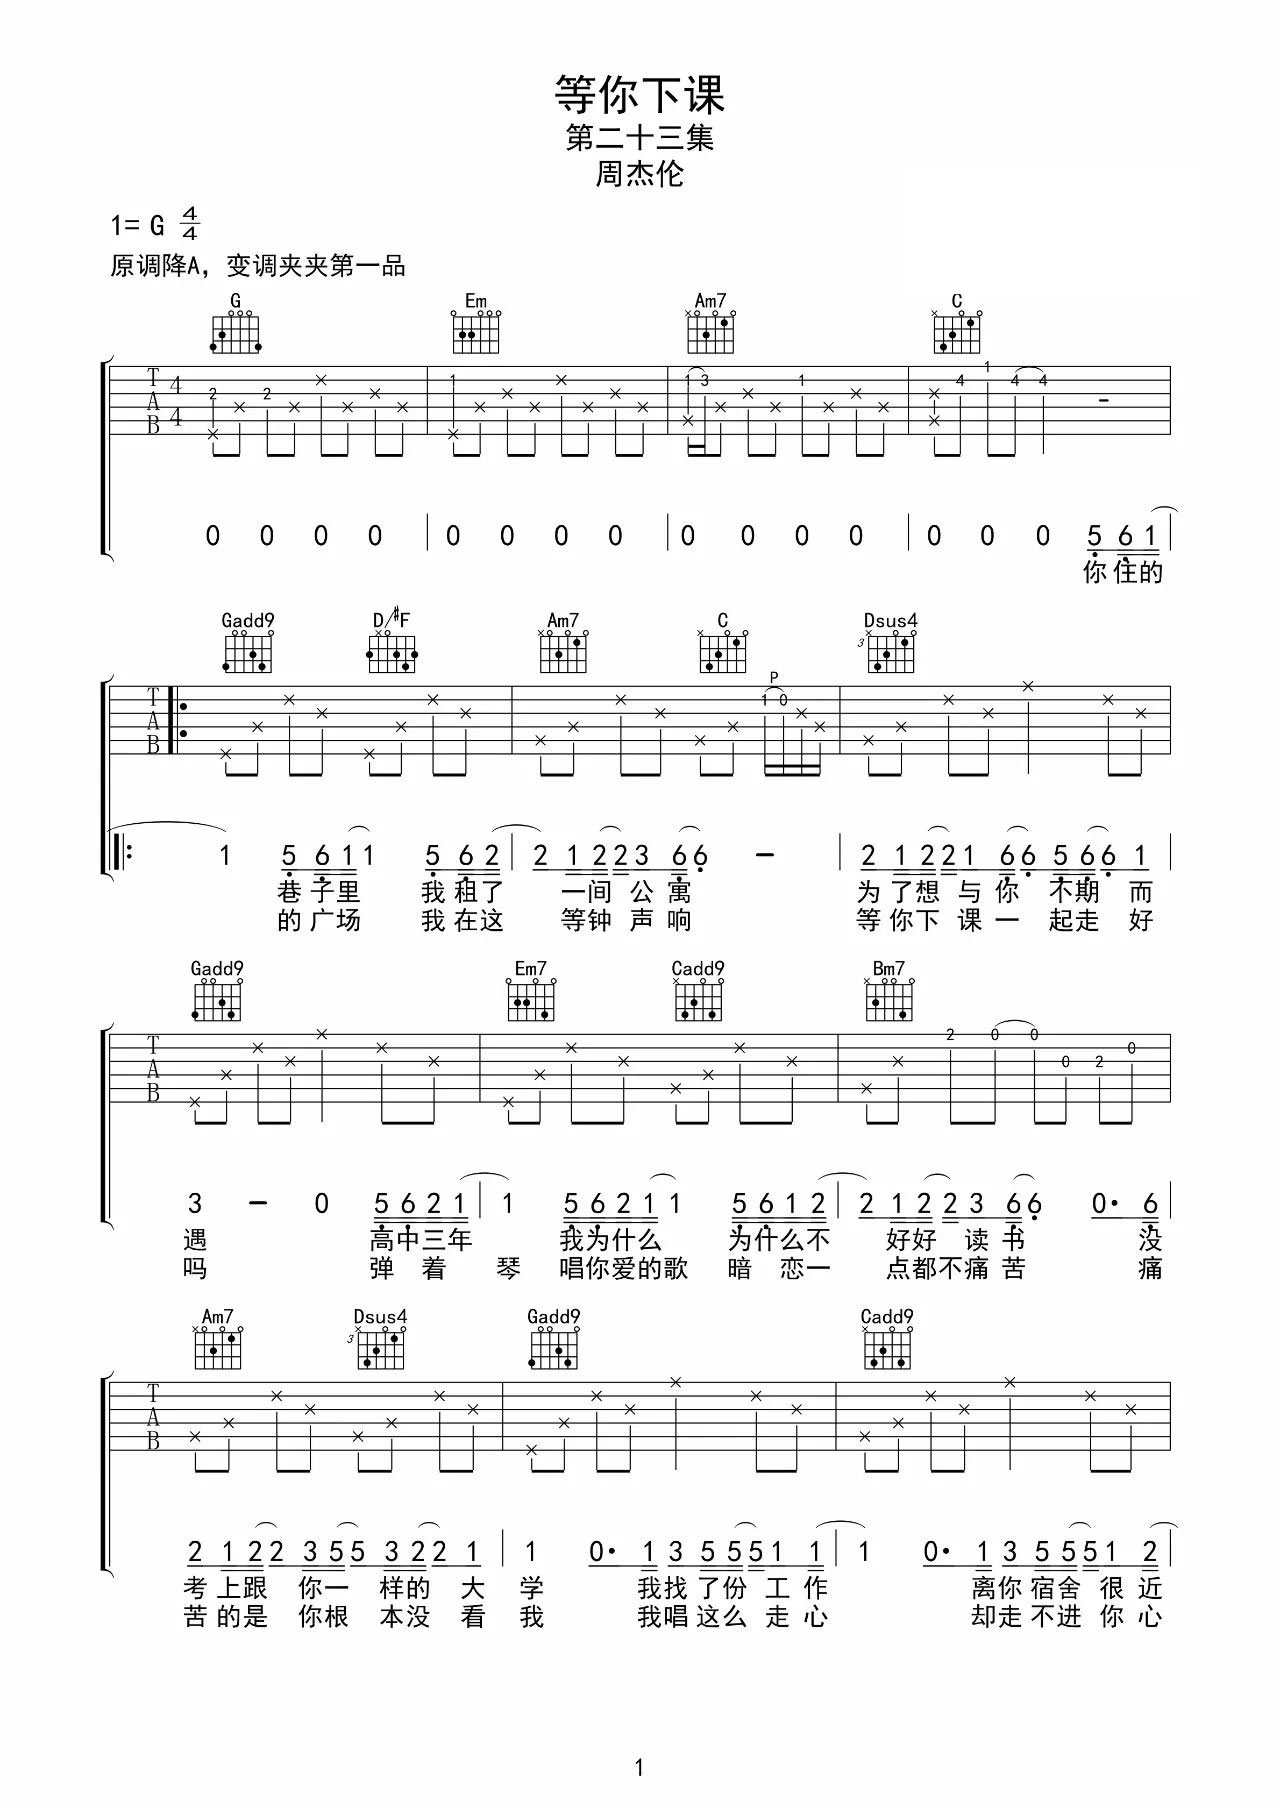 等你下课
第二十三集
周杰伦
1= G 4/4
原调降A，变调夹夹第一品
G Em Am7 C
T A B 4 4 2 2 1 1 3 1 4 1 4 4 -
0 0 0 0 0 0 0 0 0 0 0 0 0 0 0 5 6 1
你住的
Gadd9 D/#F Am7 C Dsus4
3
P
T A B 1 0
1 5 6 1 1 5 6 2 2 1 2 2 3 6 6 - 2 1 2 2 1 6 6 5 6 6 1
巷子里 我租了 一间公寓 为了想与你 不期而
的广场 我在这 等钟声响 等你下课一 起走好
Gadd9 Em7 Cadd9 Bm7
T A B 2 0 0 0 2 0
3 - 0 5 6 2 1 1 5 6 2 1 1 5 6 1 2 2 1 2 2 3 6 6 0· 6
遇 高中三年 我为什么 为什么不 好好读书 没
吗 弹着琴 唱你爱的歌 暗恋一 点都不痛苦 痛
Am7 Dsus4 Gadd9 Cadd9
3
T A B
2 1 2 2 3 5 5 3 2 2 1 1 0· 1 3 5 5 5 1 1 1 0· 1 3 5 5 5 1 2
考上跟你一样的大学 我找了份工作 离你宿舍很近
苦的是你根本没看我 我唱这么走心 却走不进你心
1